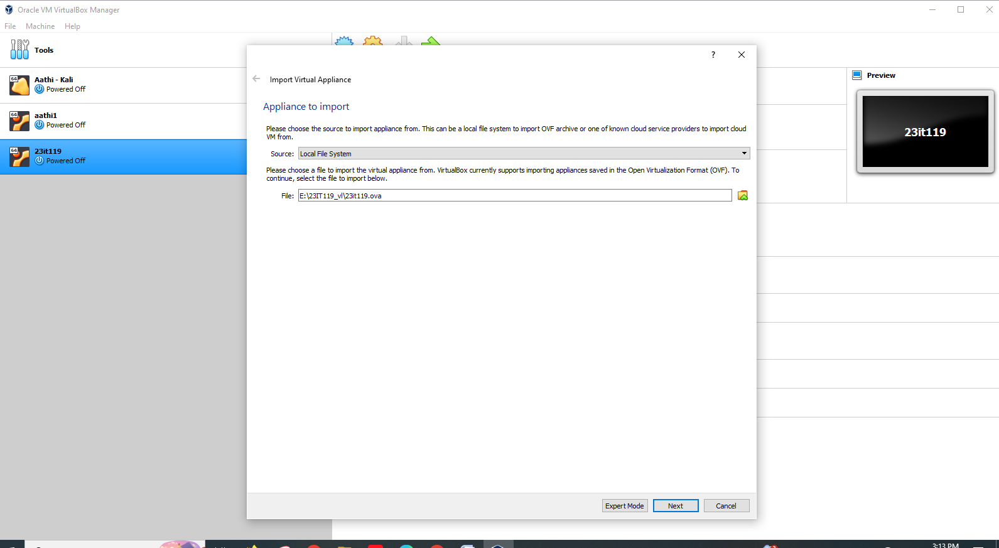 Oracle VM VirtualBox Manager
File Machine Help
Tools
64
Aathi - Kali
Powered Off
64
aathi1
Powered Off
64
23it119
Powered Off
?
Import Virtual Appliance
Appliance to import
Please choose the source to import appliance from. This can be a local file system to import OVF archive or one of known cloud service providers to import cloud
VM from.
Source: Local File System
Please choose a file to import the virtual appliance from. VirtualBox currently supports importing appliances saved in the Open Virtualization Format (OVF). To
continue, select the file to import below.
File: E:\23IT119_vl\23it119.ova
Expert Mode Next Cancel
Preview
23it119
3:13 PM